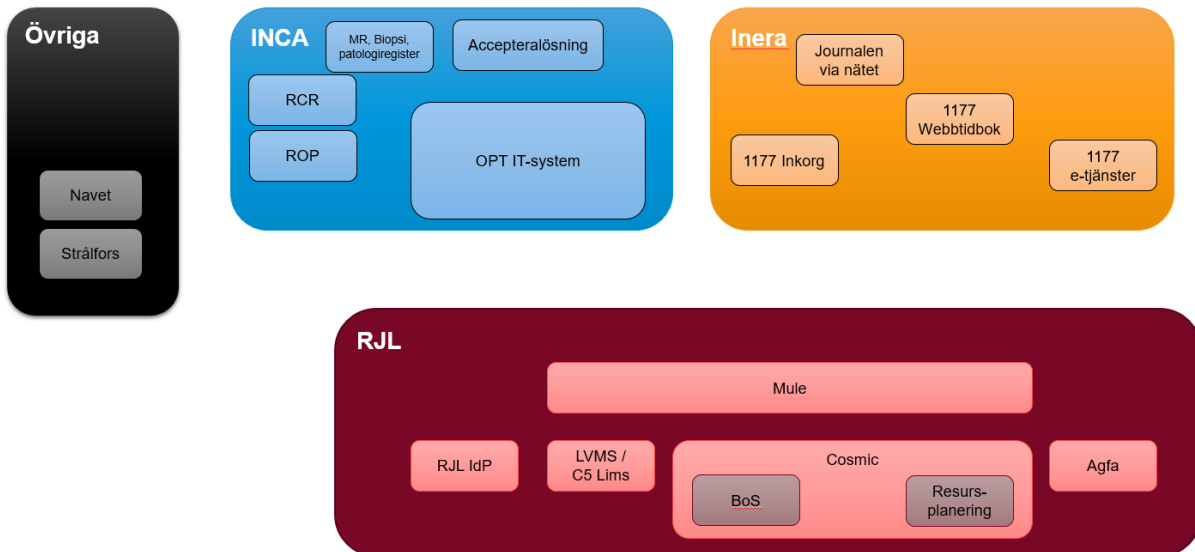 Övriga
Navet
Strålfors
INCA
MR, Biopsi,
patologiregister
Accepteralösning
RCR
ROP
OPT IT-system
Inera
Journalen
via nätet
1177
Webbtidbok
1177 Inkorg
1177
e-tjänster
RJL
Mule
RJL IdP
LVMS /
C5 Lims
Cosmic
BoS
Resurs-
planering
Agfa